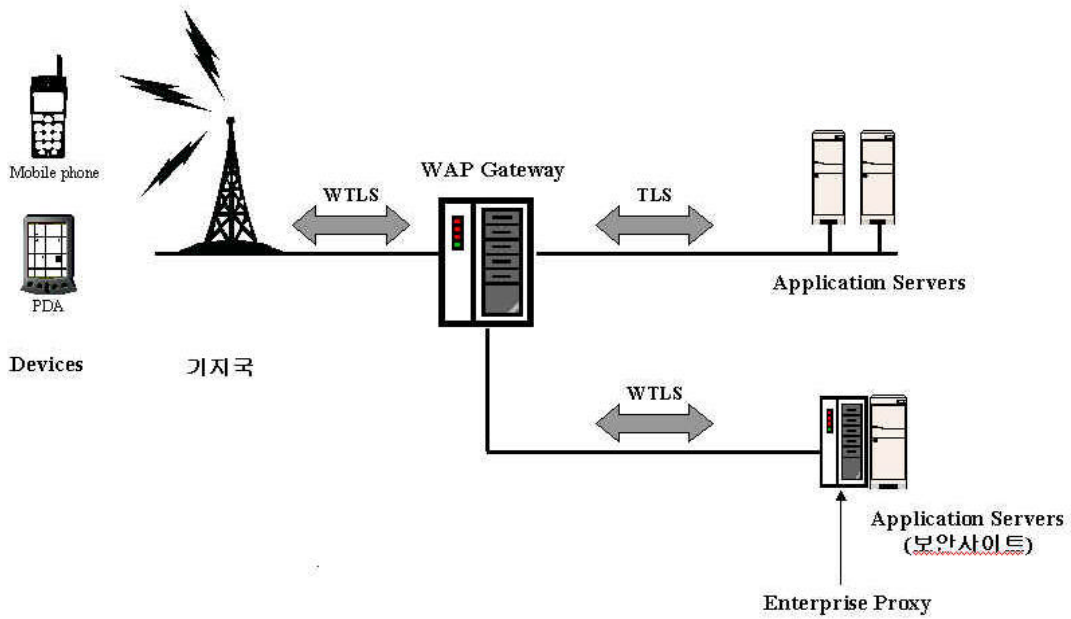 Mobile phone
WAP Gateway
WTLS
TLS
PDA
Application Servers
Devices
기지국
WTLS
Application Servers
(보안사이트)
Enterprise Proxy